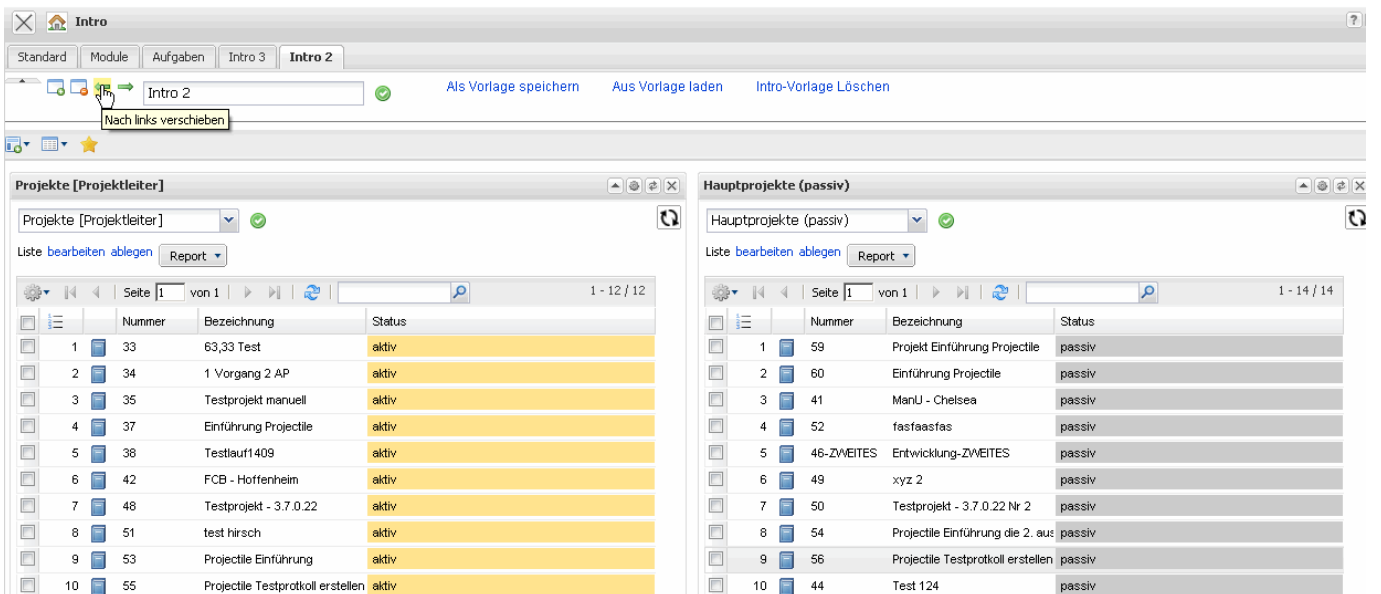 Intro
?
Standard Module Aufgaben Intro 3 Intro 2
Intro 2 Als Vorlage speichern Aus Vorlage laden Intro-Vorlage Löschen
Nach links verschieben
Projekte [Projektleiter]
Projekte [Projektleiter]
Liste bearbeiten ablegen Report
Seite 1 von 1 1 - 12 / 12
Nummer Bezeichnung Status
1 33 63,33 Test aktiv
2 34 1 Vorgang 2 AP aktiv
3 35 Testprojekt manuell aktiv
4 37 Einführung Projectile aktiv
5 38 Testlauf1409 aktiv
6 42 FCB - Hoffenheim aktiv
7 48 Testprojekt - 3.7.0.22 aktiv
8 51 test hirsch aktiv
9 53 Projectile Einführung aktiv
10 55 Projectile Testprotkoll erstellen aktiv
Hauptprojekte (passiv)
Hauptprojekte (passiv)
Liste bearbeiten ablegen Report
Seite 1 von 1 1 - 14 / 14
Nummer Bezeichnung Status
1 59 Projekt Einführung Projectile passiv
2 60 Einführung Projectile passiv
3 41 ManU - Chelsea passiv
4 52 fasfaasfas passiv
5 46-ZWEITES Entwicklung-ZWEITES passiv
6 49 xyz 2 passiv
7 50 Testprojekt - 3.7.0.22 Nr 2 passiv
8 54 Projectile Einführung die 2. aus passiv
9 56 Projectile Testprotkoll erstellen passiv
10 44 Test 124 passiv